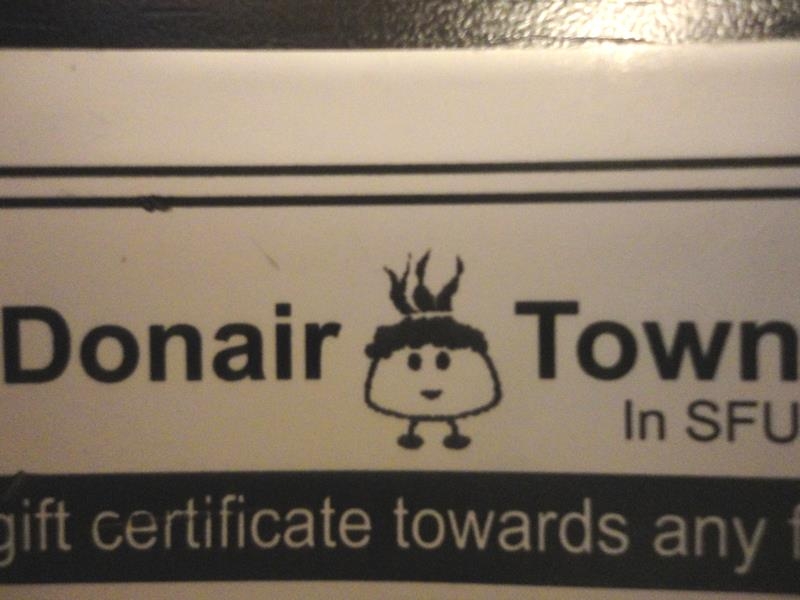 Donair Town
In SFU
gift certificate towards any